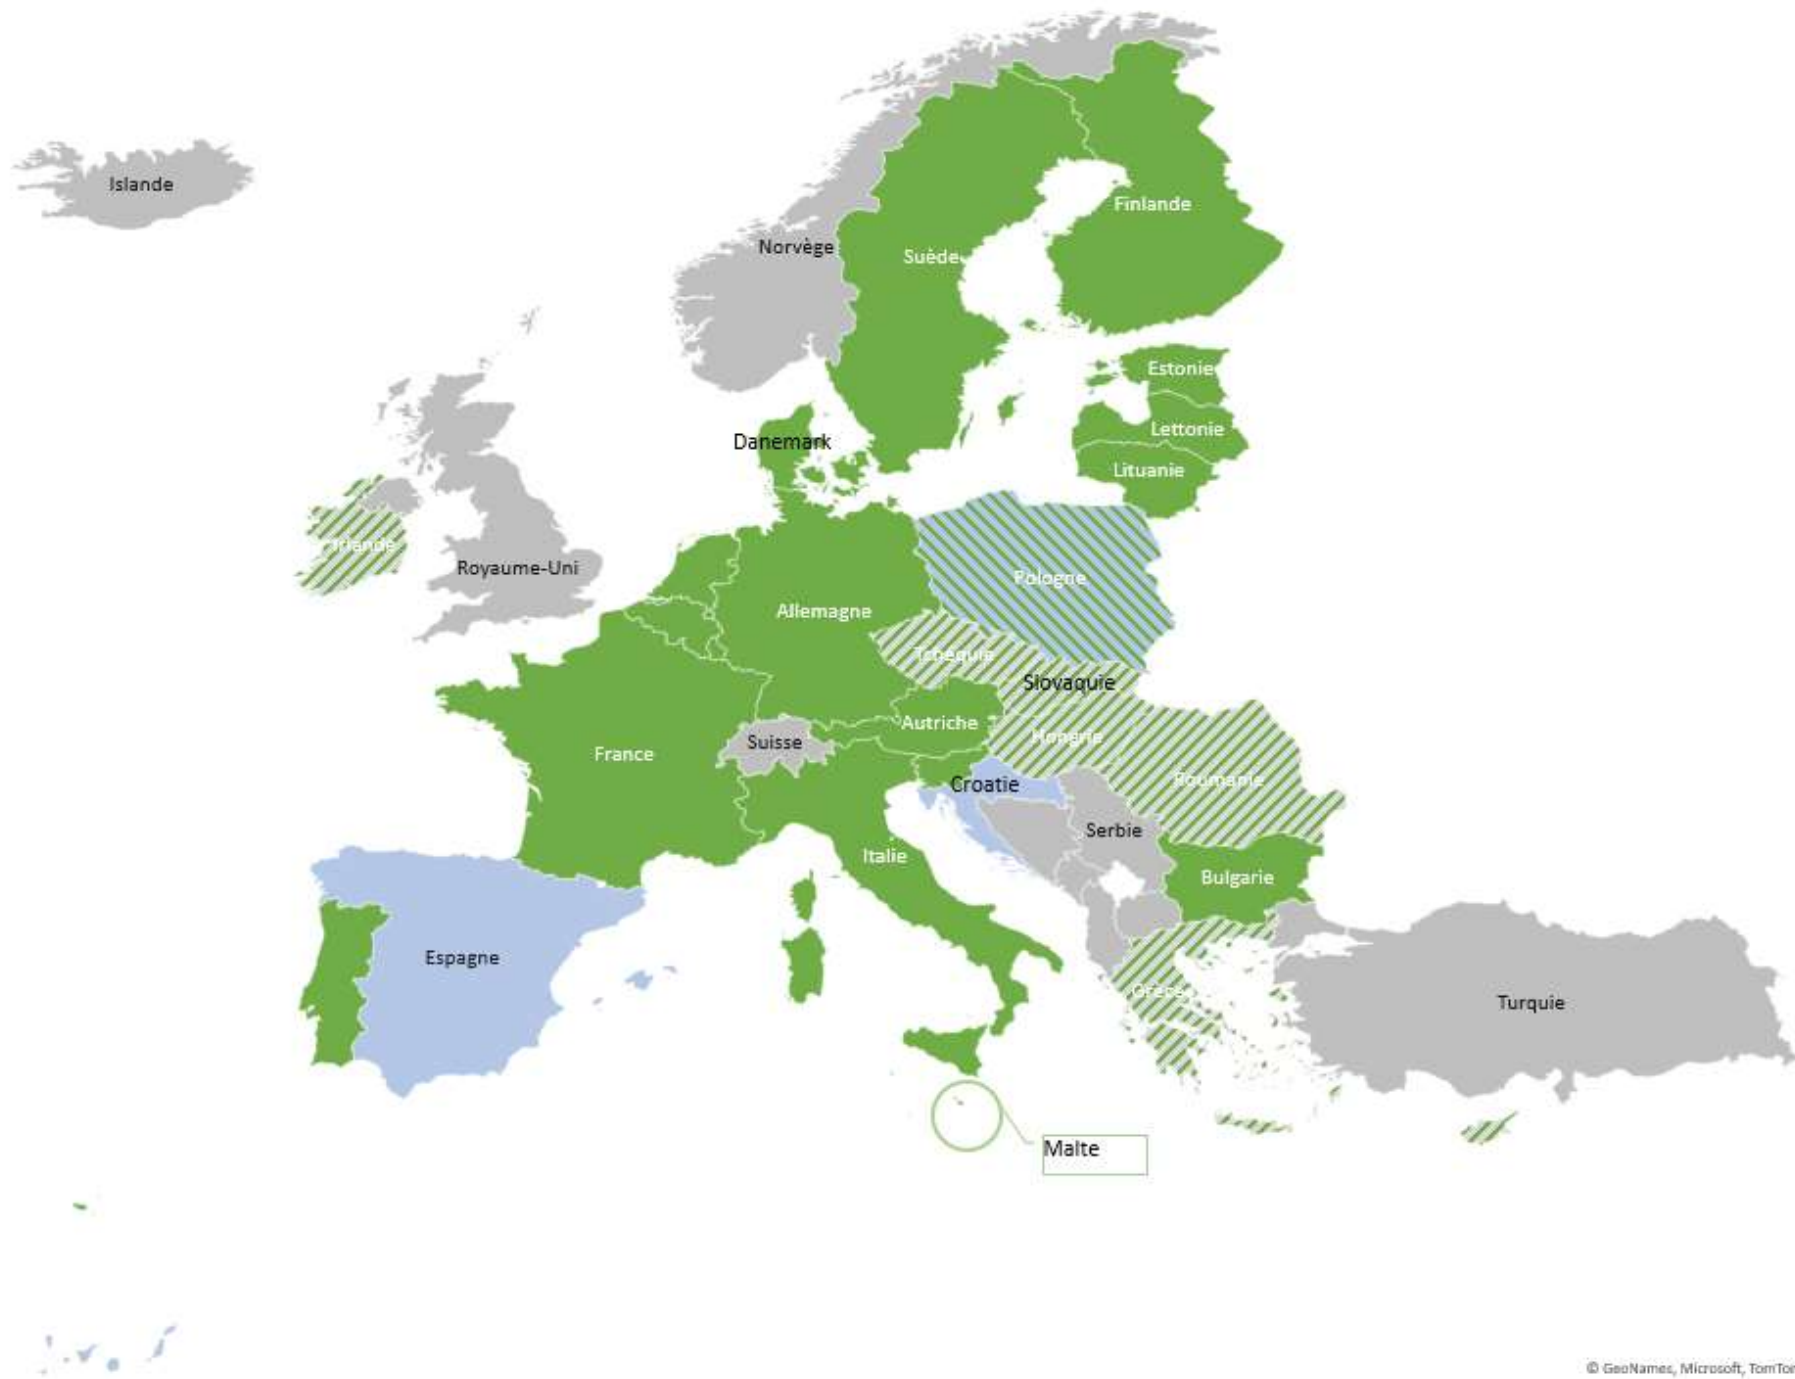 Islande
Finlande
Norvège
Suède
Estonie
Lettonie
Danemark
Lituanie
Irlande
Royaume-Uni
Pologne
Allemagne
Tchéquie
Slovaquie
Autriche
Hongrie
Suisse
France
Roumanie
Croatie
Serbie
Italie
Bulgarie
Espagne
Grèce
Turquie
Malte
© GeoNames, Microsoft, TomTom